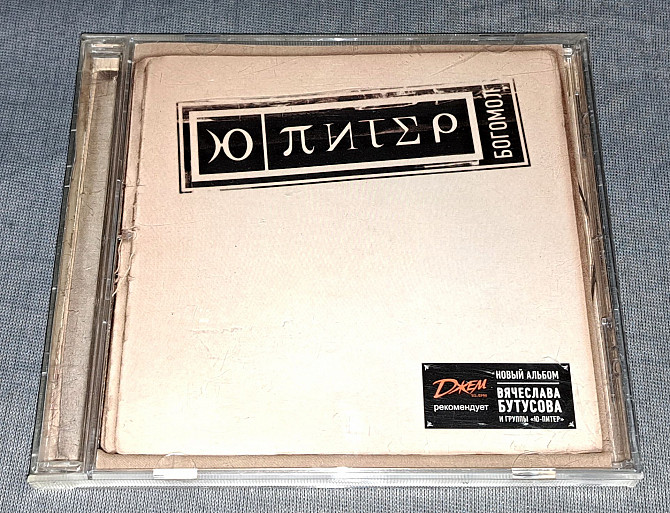 Ю ПИТЕР
БОГОМОЛ
Джем
рекомендует
НОВЫЙ АЛЬБОМ
ВЯЧЕСЛАВА
БУТУСОВА
И ГРУППЫ «Ю-ПИТЕР»